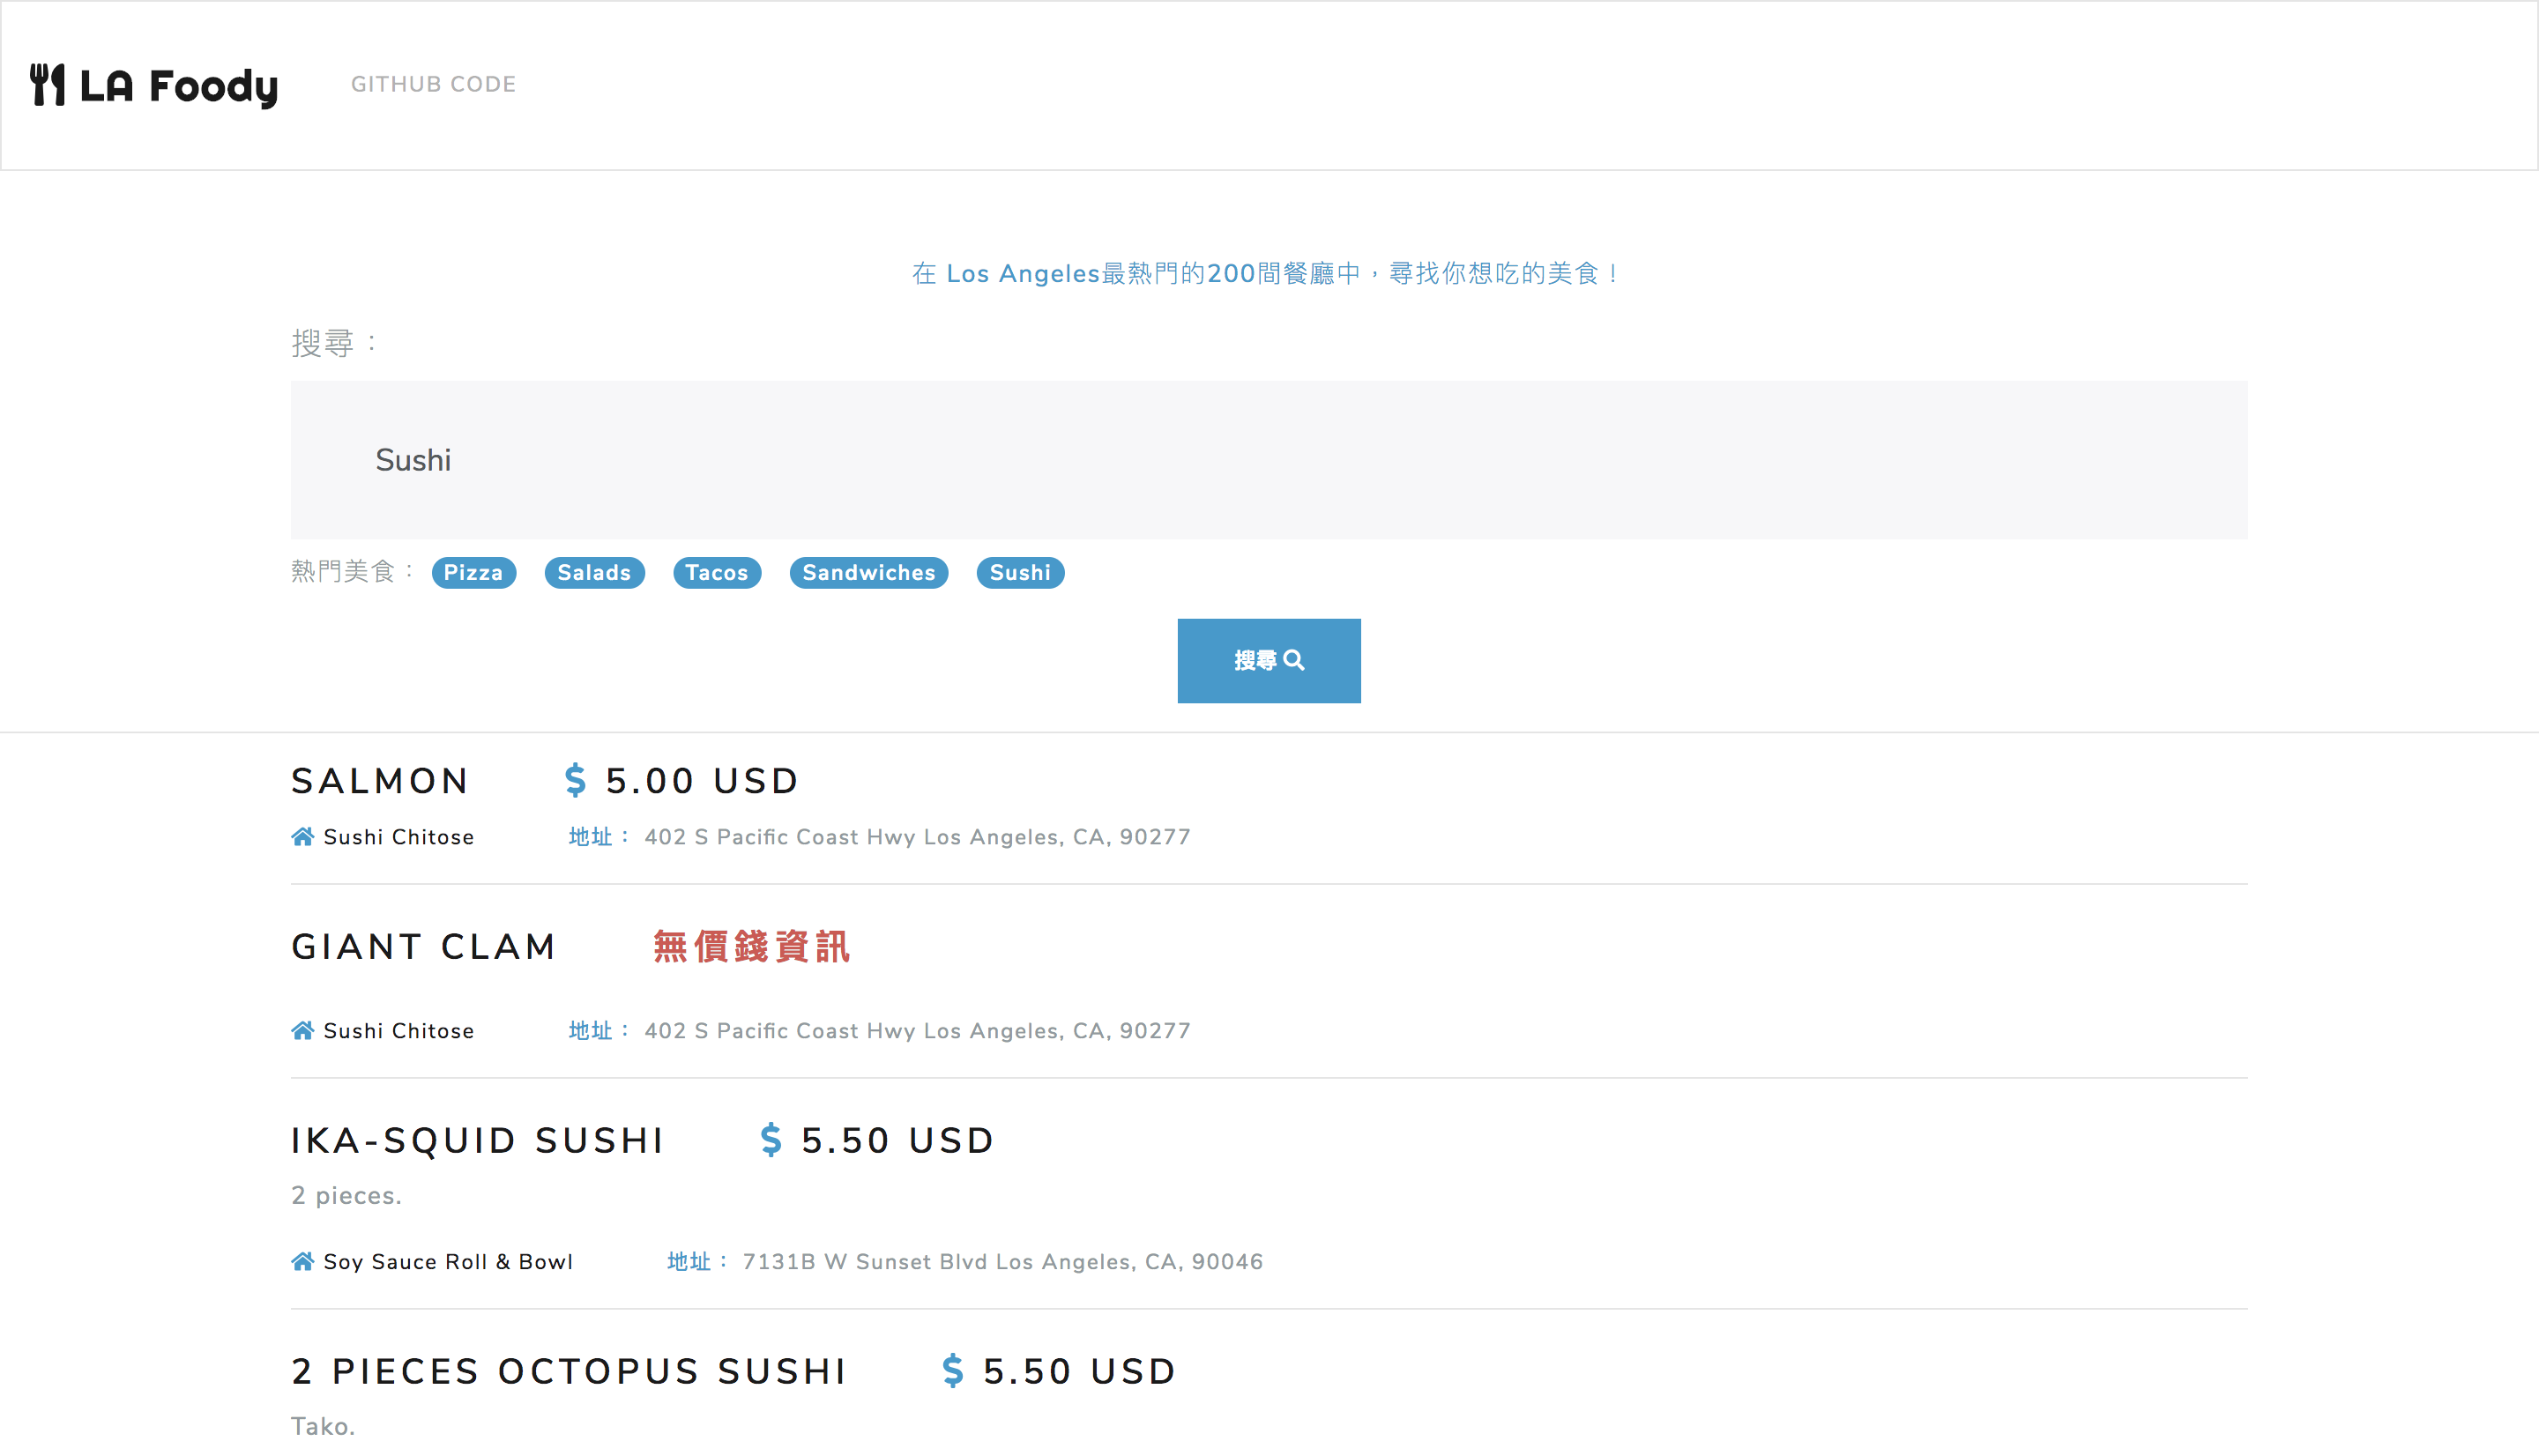 LA Foody
GITHUB CODE
在 Los Angeles最熱門的200間餐廳中，尋找你想吃的美食！
搜尋：
Sushi
熱門美食： Pizza Salads Tacos Sandwiches Sushi
搜尋
SALMON $ 5.00 USD
Sushi Chitose 地址： 402 S Pacific Coast Hwy Los Angeles, CA, 90277
GIANT CLAM 無價錢資訊
Sushi Chitose 地址： 402 S Pacific Coast Hwy Los Angeles, CA, 90277
IKA-SQUID SUSHI $ 5.50 USD
2 pieces.
Soy Sauce Roll & Bowl 地址： 7131B W Sunset Blvd Los Angeles, CA, 90046
2 PIECES OCTOPUS SUSHI $ 5.50 USD
Tako.